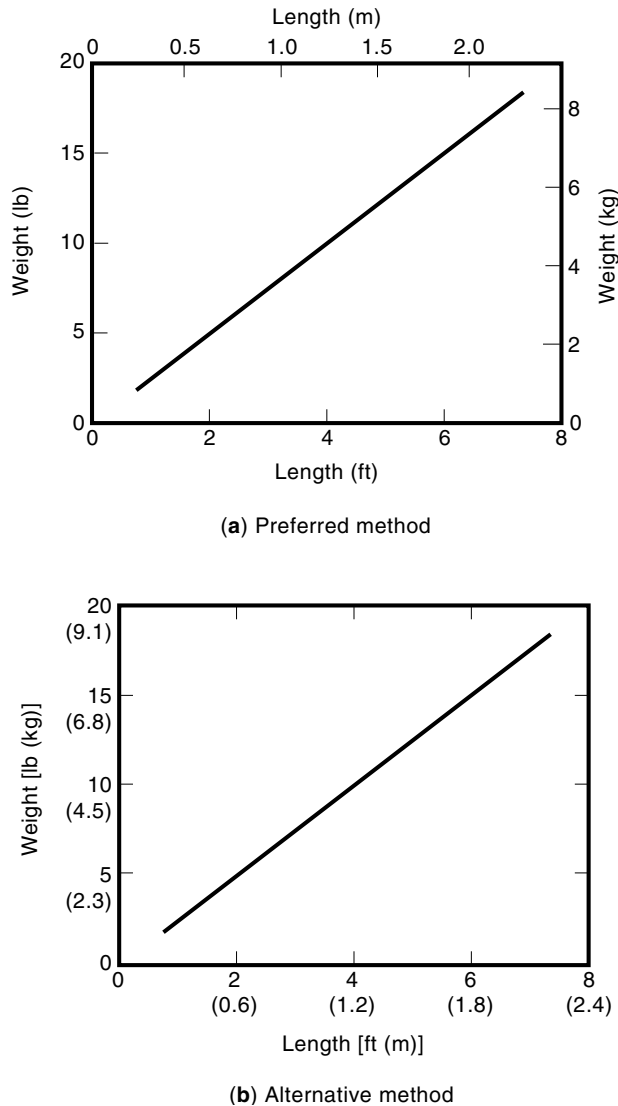 Length (m)
0 0.5 1.0 1.5 2.0
20
15
10
5
0
Weight (lb)
8
6
4
2
0
Weight (kg)
0 2 4 6 8
Length (ft)
(a) Preferred method
20
(9.1)
15
(6.8)
10
(4.5)
5
(2.3)
0
Weight [lb (kg)]
0 2 4 6 8
(0.6) (1.2) (1.8) (2.4)
Length [ft (m)]
(b) Alternative method